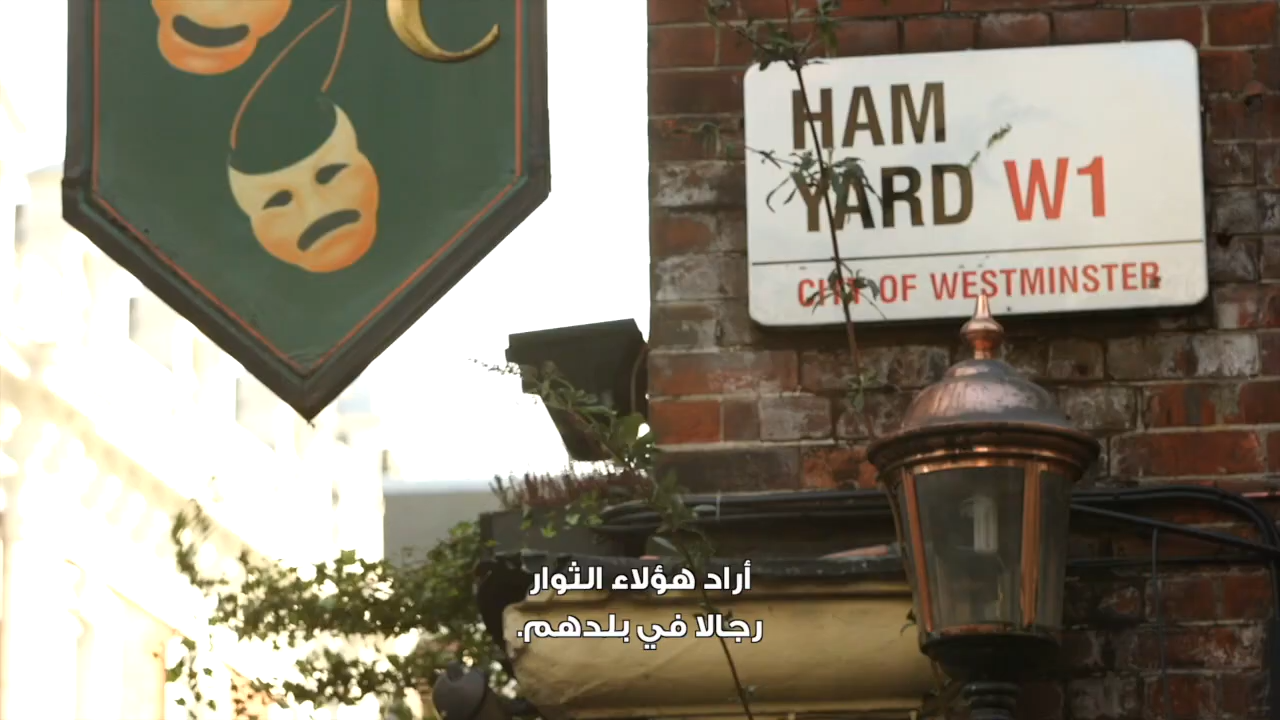 HAM
YARD W1
CITY OF WESTMINSTER
أراد هؤلاء الثوار
رجالا في بلدهم.